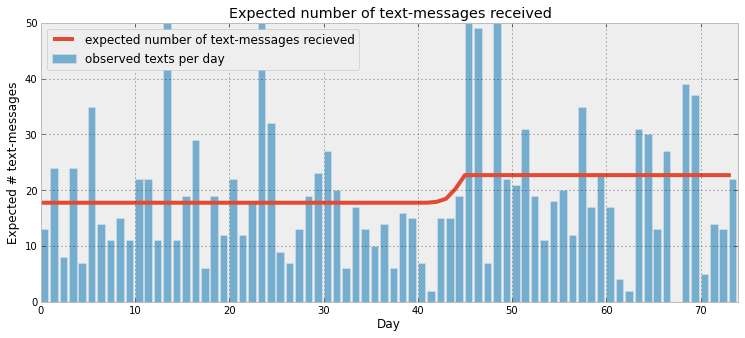 Expected number of text-messages received
Expected # text-messages
50
40
30
20
10
0
expected number of text-messages recieved
observed texts per day
0 10 20 30 40 50 60 70
Day